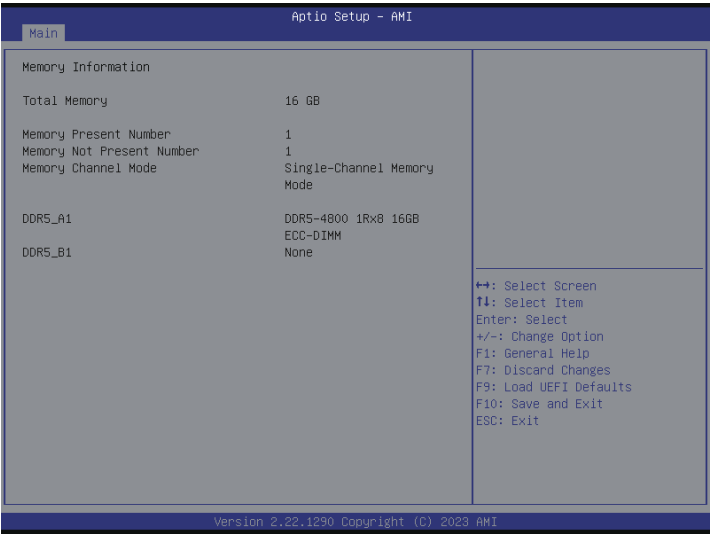 Aptio Setup - AMI
Main
Memory Information
Total Memory 16 GB
Memory Present Number 1
Memory Not Present Number 1
Memory Channel Mode Single-Channel Memory
Mode
DDR5_A1 DDR5-4800 1Rx8 16GB
ECC-DIMM
DDR5_B1 None
↔: Select Screen
↑↓: Select Item
Enter: Select
+/-: Change Option
F1: General Help
F7: Discard Changes
F9: Load UEFI Defaults
F10: Save and Exit
ESC: Exit
Version 2.22.1290 Copyright (C) 2023 AMI